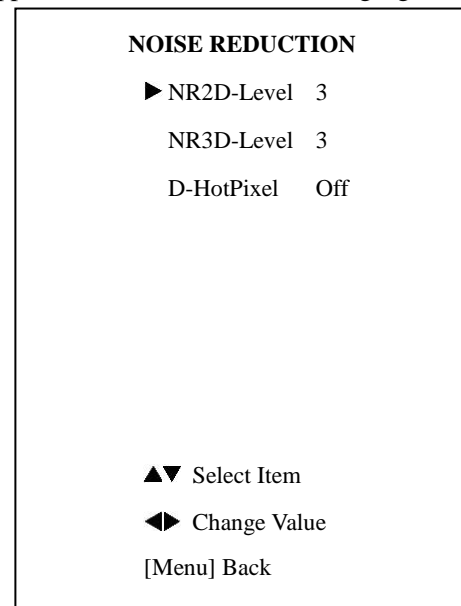 NOISE REDUCTION
▶ NR2D-Level 3
NR3D-Level 3
D-HotPixel Off
▲▼ Select Item
◀▶ Change Value
[Menu] Back